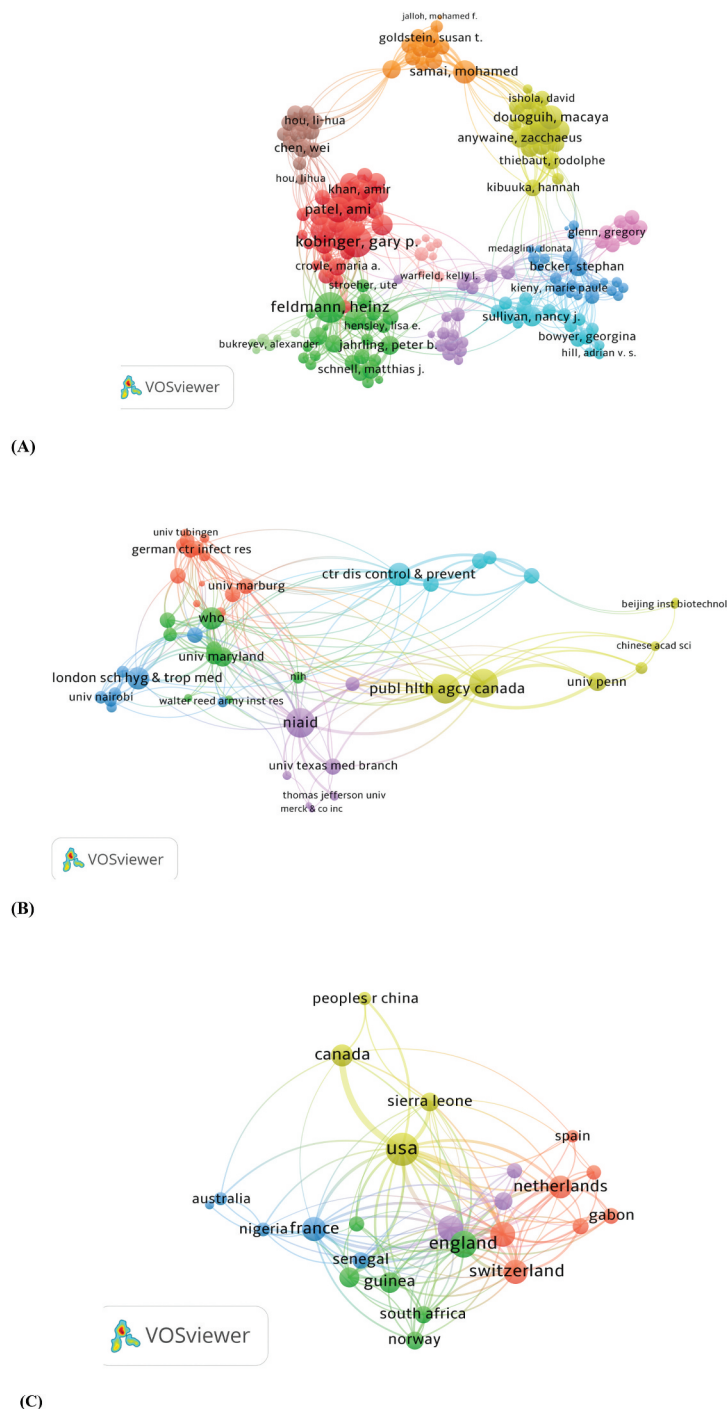 jalloh, mohamed f.
goldstein, susan t.
samai, mohamed
ishola, david
hou, li-hua
douoguih, macaya
chen, wei
anywaine, zacchaeus
thiebaut, rodolphe
hou, lihua
khan, amir
kibuuka, hannah
patel, ami
glenn, gregory
kobinger, gary p.
medaglini, donata
croyle, maria a.
becker, stephan
warfield, kelly l.
stroeher, ute
kieny, marie paule
feldmann, heinz
sullivan, nancy j.
hensley, lisa e.
bowyer, georgina
bukreyev, alexander
jahrling, peter b.
hill, adrian v. s.
schnell, matthias j.
VOSviewer
(A)
univ tubingen
german ctr infect res
ctr dis control & prevent
univ marburg
beijing inst biotechnol
who
chinese acad sci
univ maryland
london sch hyg & trop med
nih
publ hlth agcy canada
univ penn
univ nairobi
walter reed army inst res
niaid
univ texas med branch
thomas jefferson univ
merck & co inc
VOSviewer
(B)
peoples r china
canada
sierra leone
spain
usa
netherlands
australia
gabon
nigeria
france
england
senegal
switzerland
guinea
south africa
norway
VOSviewer
(C)